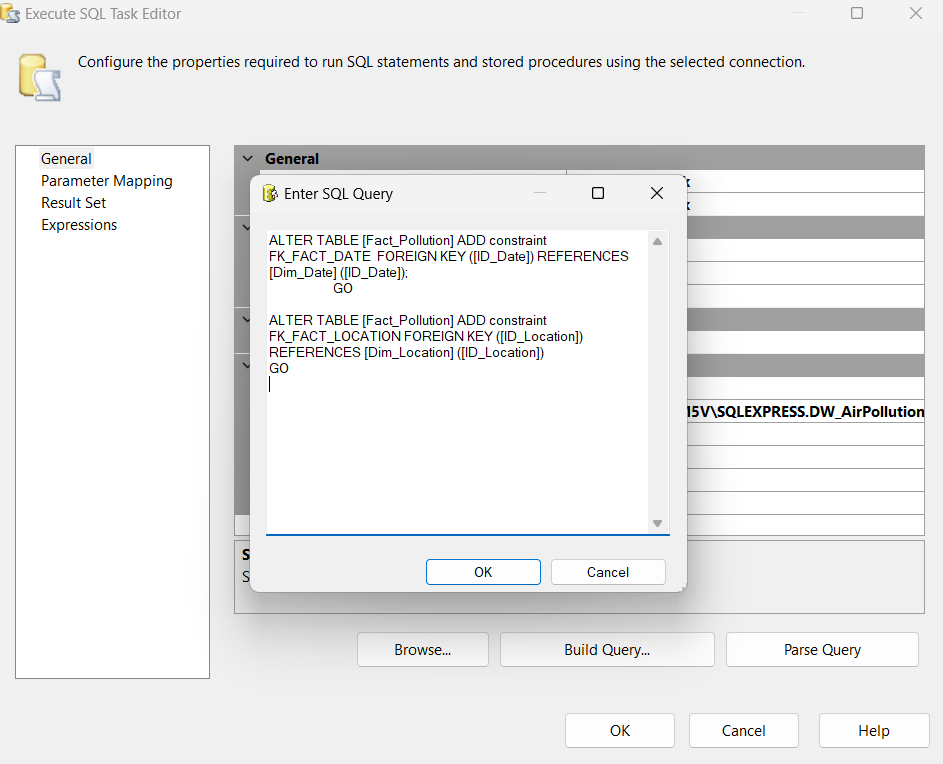 Execute SQL Task Editor
Configure the properties required to run SQL statements and stored procedures using the selected connection.
General
Parameter Mapping
Result Set
Expressions
General
Enter SQL Query
ALTER TABLE [Fact_Pollution] ADD constraint
FK_FACT_DATE  FOREIGN KEY ([ID_Date]) REFERENCES
[Dim_Date] ([ID_Date]);
GO
ALTER TABLE [Fact_Pollution] ADD constraint
FK_FACT_LOCATION FOREIGN KEY ([ID_Location])
REFERENCES [Dim_Location] ([ID_Location])
GO
\SQLEXPRESS.DW_AirPollution
OK
Cancel
Browse...
Build Query...
Parse Query
OK
Cancel
Help